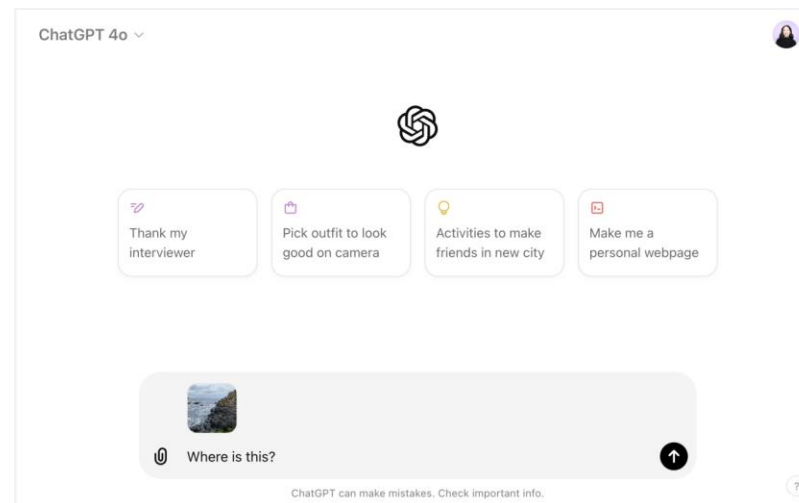 ChatGPT 4o
Thank my
interviewer
Pick outfit to look
good on camera
Activities to make
friends in new city
Make me a
personal webpage
Where is this?
ChatGPT can make mistakes. Check important info.
?